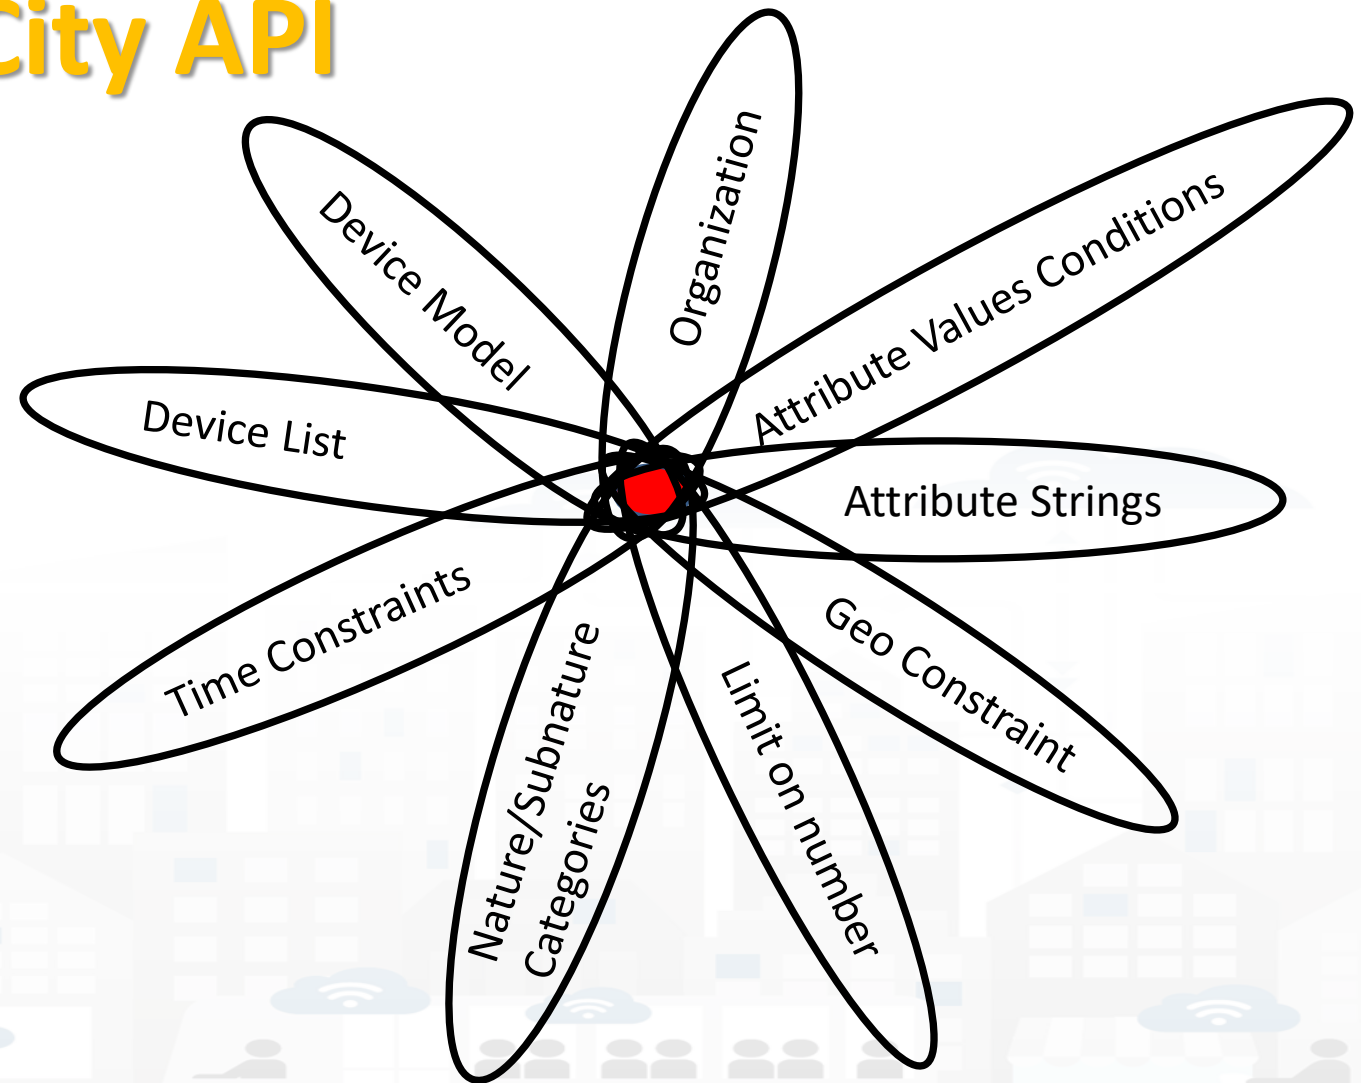 City API
Organization
Device Model
Attribute Values Conditions
Device List
Attribute Strings
Time Constraints
Geo Constraint
Nature/Subnature
Categories
Limit on number